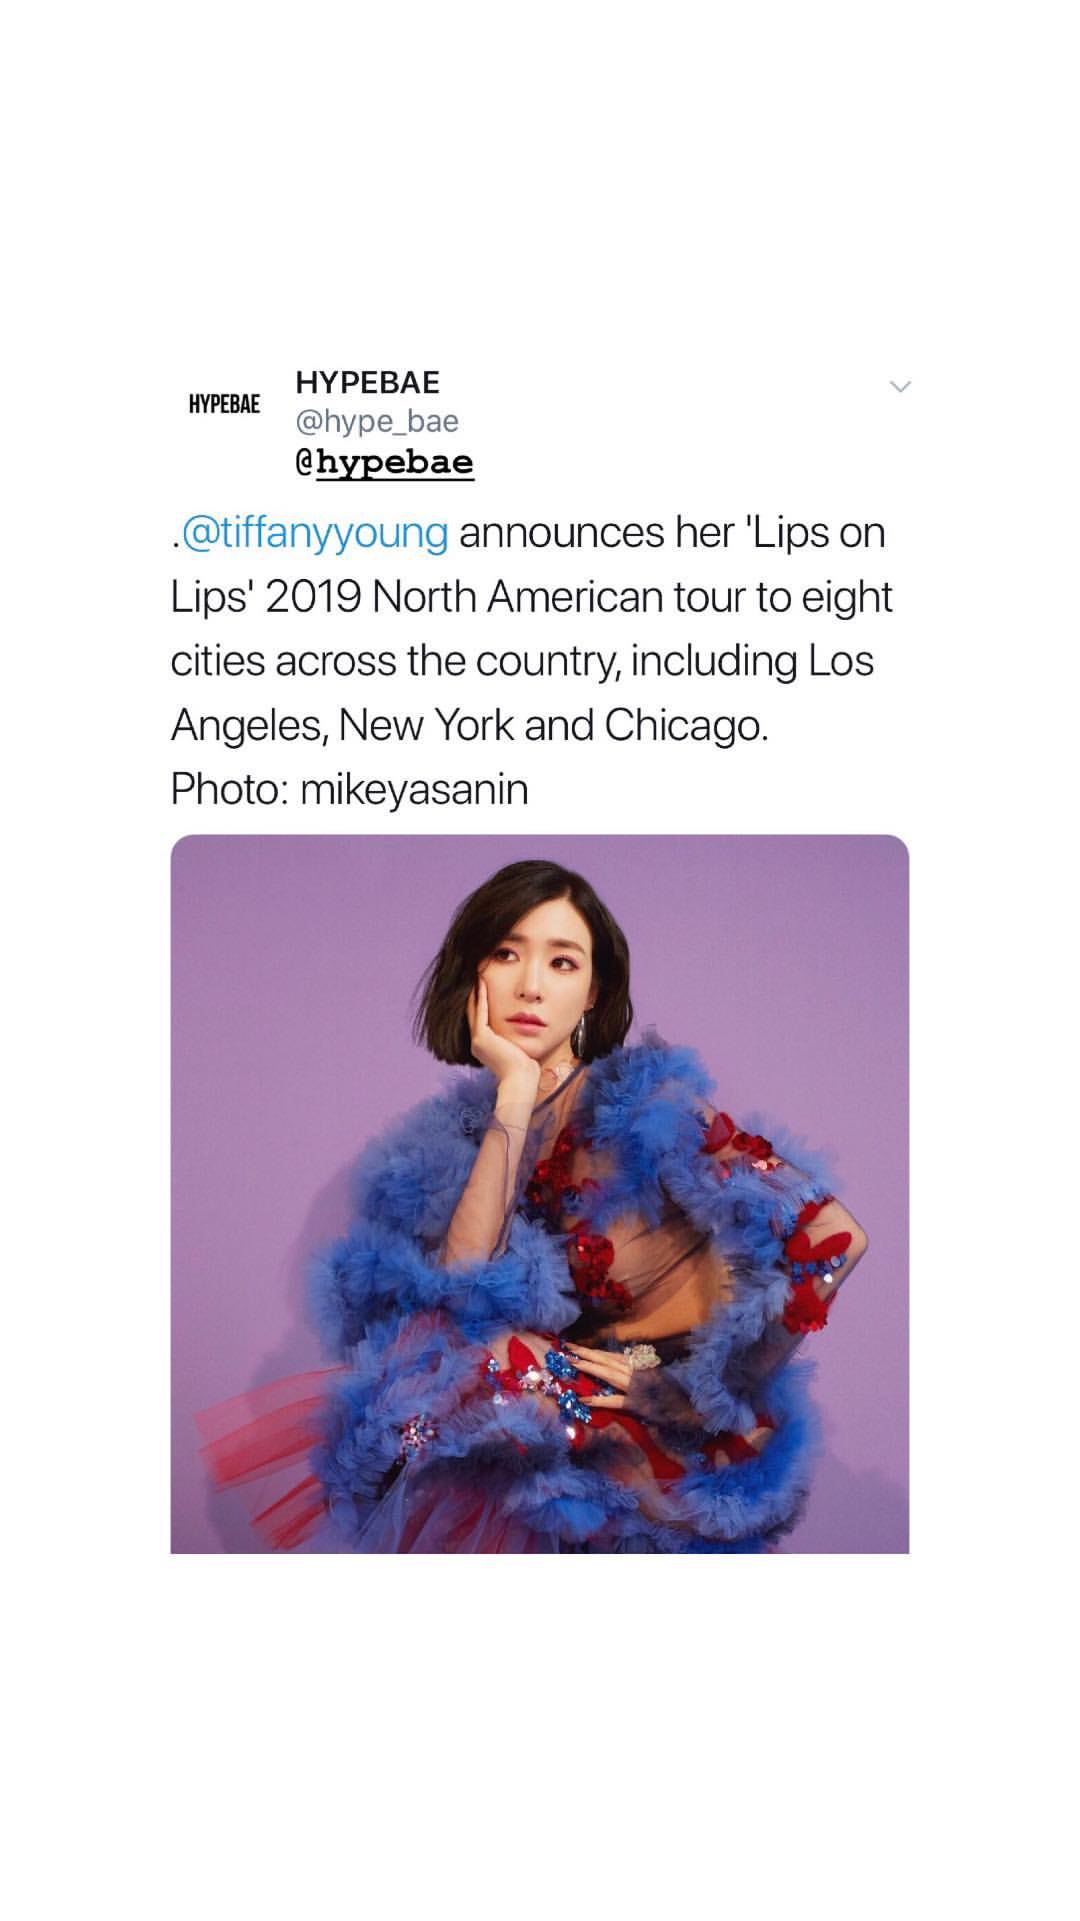 HYPEBAE
HYPEBAE
@hype_bae
@hypebae
.@tiffanyyoung announces her 'Lips on
Lips' 2019 North American tour to eight
cities across the country, including Los
Angeles, New York and Chicago.
Photo: mikeyasanin